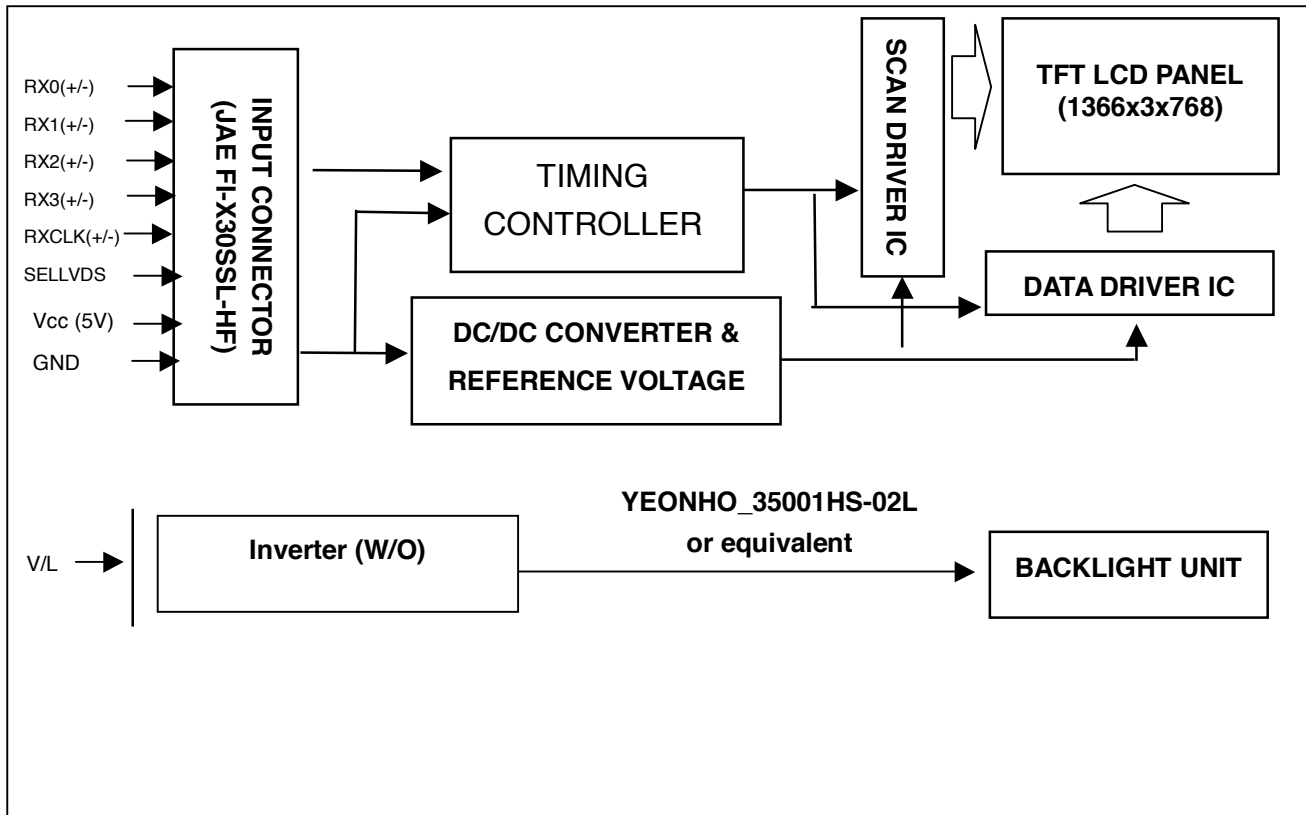 RX0(+/-)
RX1(+/-)
RX2(+/-)
RX3(+/-)
RXCLK(+/-)
SELLVDS
Vcc (5V)
GND
INPUT CONNECTOR
(JAE FI-X30SSL-HF)
TIMING
CONTROLLER
DC/DC CONVERTER &
REFERENCE VOLTAGE
SCAN DRIVER IC
TFT LCD PANEL
(1366x3x768)
DATA DRIVER IC
V/L
Inverter (W/O)
YEONHO_35001HS-02L
or equivalent
BACKLIGHT UNIT